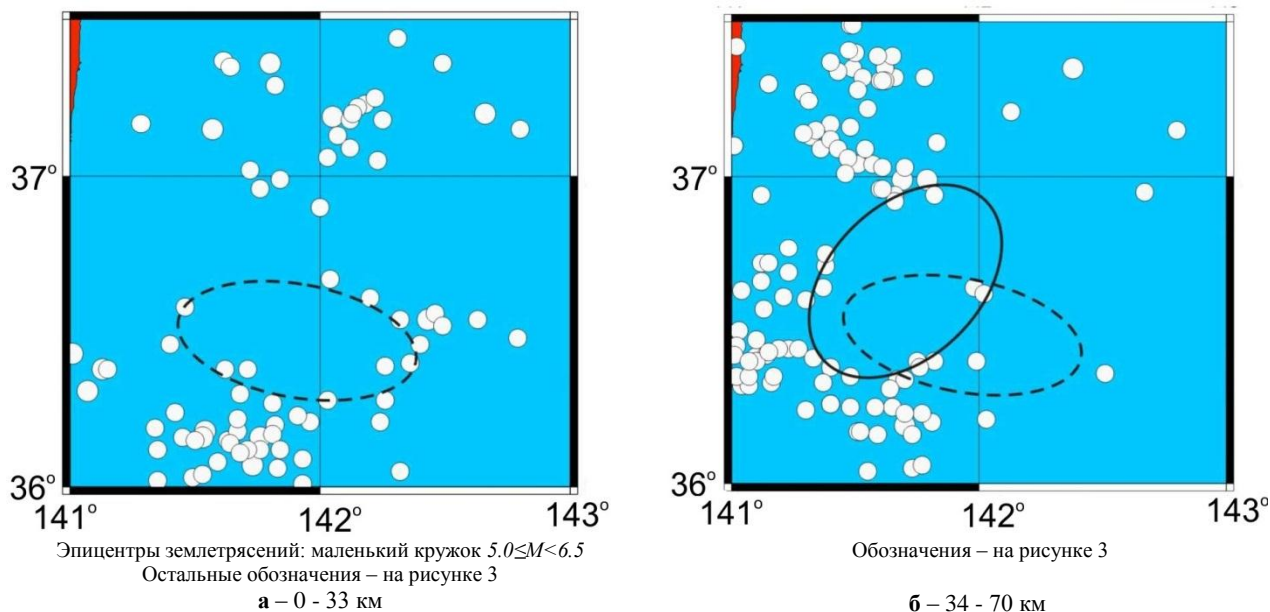 37°
36°
141°
142°
143°
Эпицентры землетрясений: маленький кружок 5.0≤M<6.5
Остальные обозначения – на рисунке 3
а – 0 - 33 км
37°
36°
141°
142°
143°
Обозначения – на рисунке 3
б – 34 - 70 км